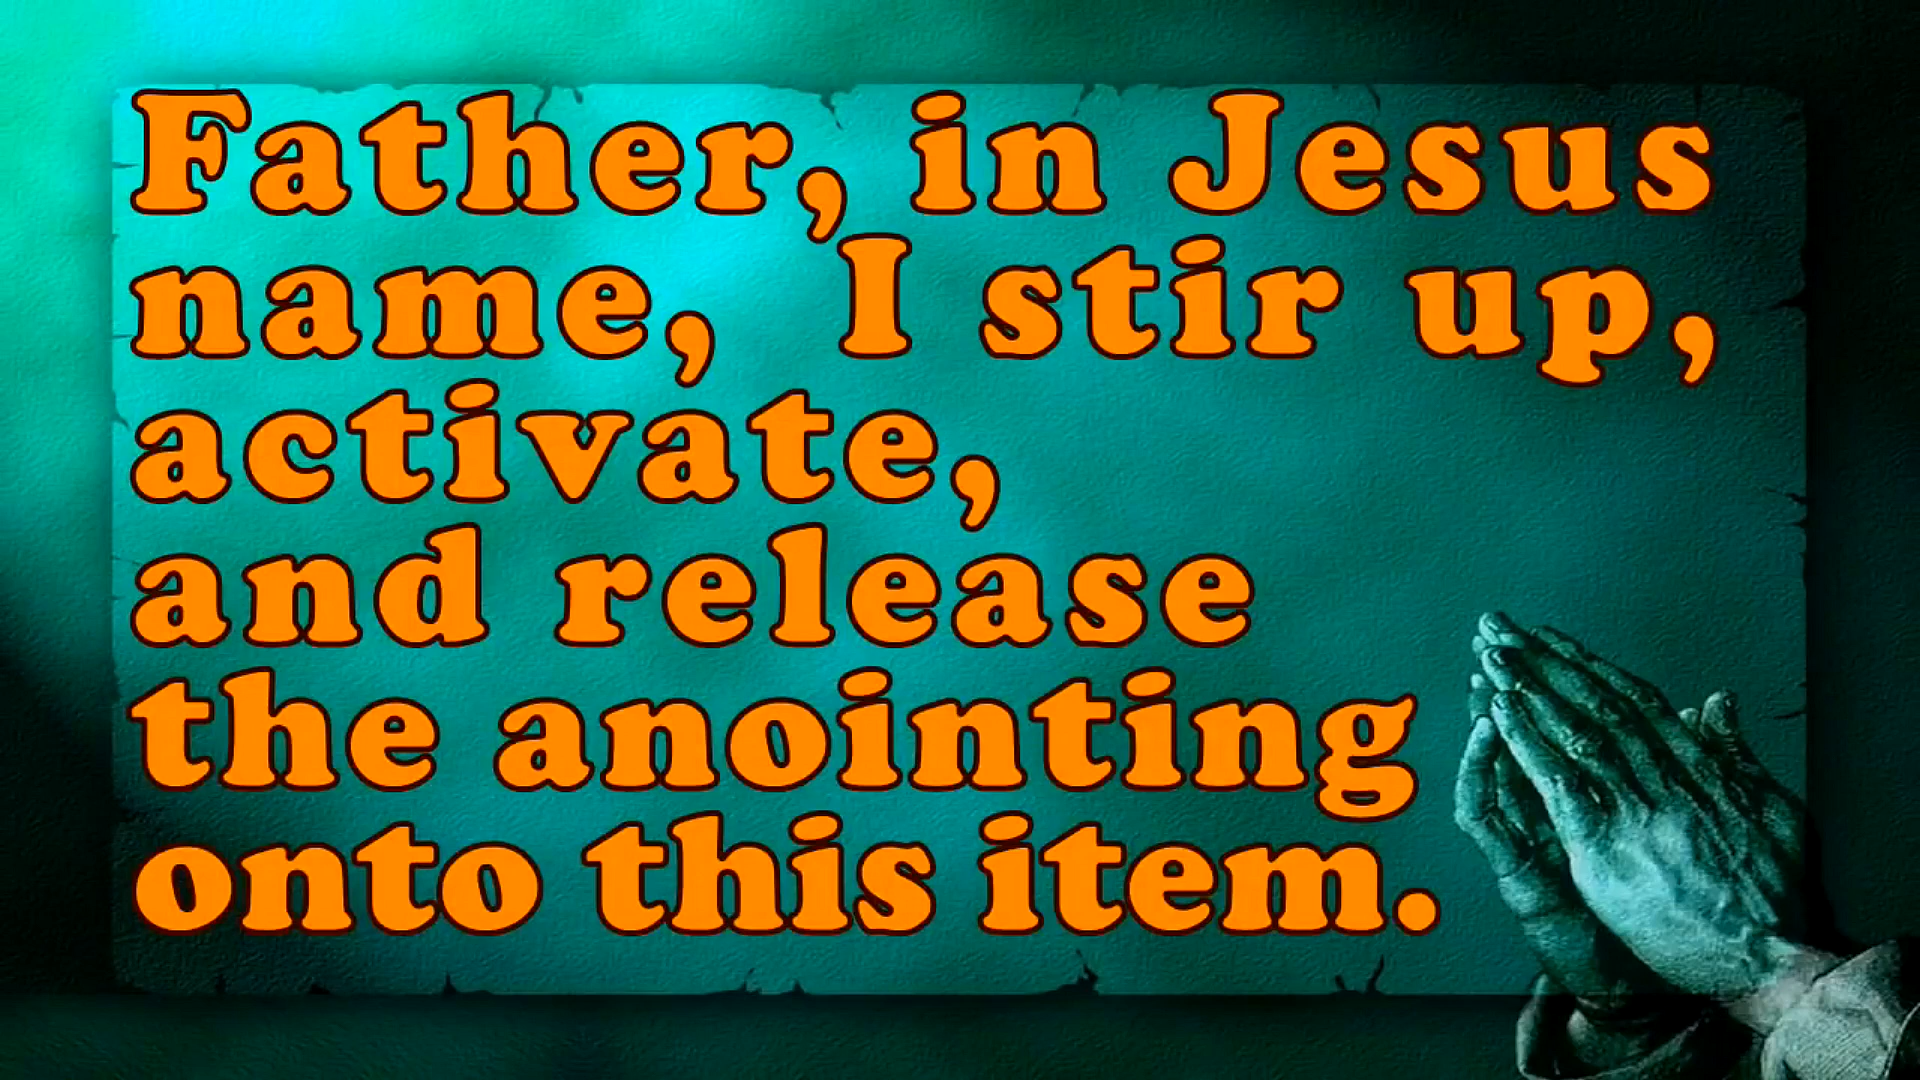 Father, in Jesus
name, I stir up,
activate,
and release
the anointing
onto this item.